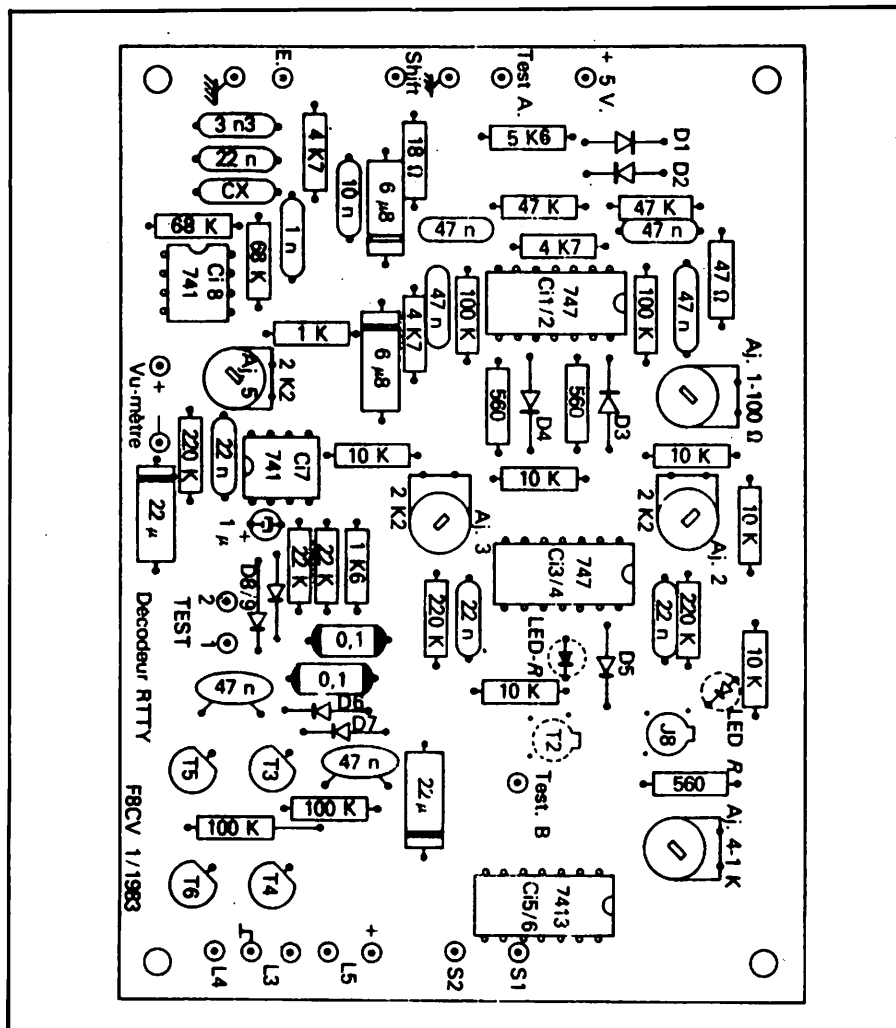 E.
Shift
Test A.
+ 5 V.
3 n3
22 n
CX
4 K7
10 n
6 µ8
18 Ω
5 K6
D1
D2
68 K
68 K
1 n
47 n
47 K
47 K
47 n
4 K7
Ci 8
741
1 K
4 K7
47 n
100 K
747
Ci1/2
100 K
47 n
47 Ω
6 µ8
+ —
Vu-mètre
Aj. 5
2 K2
560
D4
560
D3
Aj. 1-100 Ω
220 K
22 n
Ci7
741
10 K
10 K
10 K
22 µ
1 µ
+
2 K2
Aj. 3
2 K2
Aj. 2
10 K
D8/9
22 K
22 K
1 K6
747
Ci3/4
TEST
2
1
220 K
22 n
LED-R
D5
22 n
220 K
10 K
0,1
0,1
47 n
D6
D7
10 K
LED R
T2
J8
Decodeur RTTY
T5
T3
47 n
22 µ
Test. B
560
100 K
100 K
Aj. 4-1 K
T6
T4
7413
Ci5/6
F8CV 1/1983
L4
L3
L5
+
S2
S1